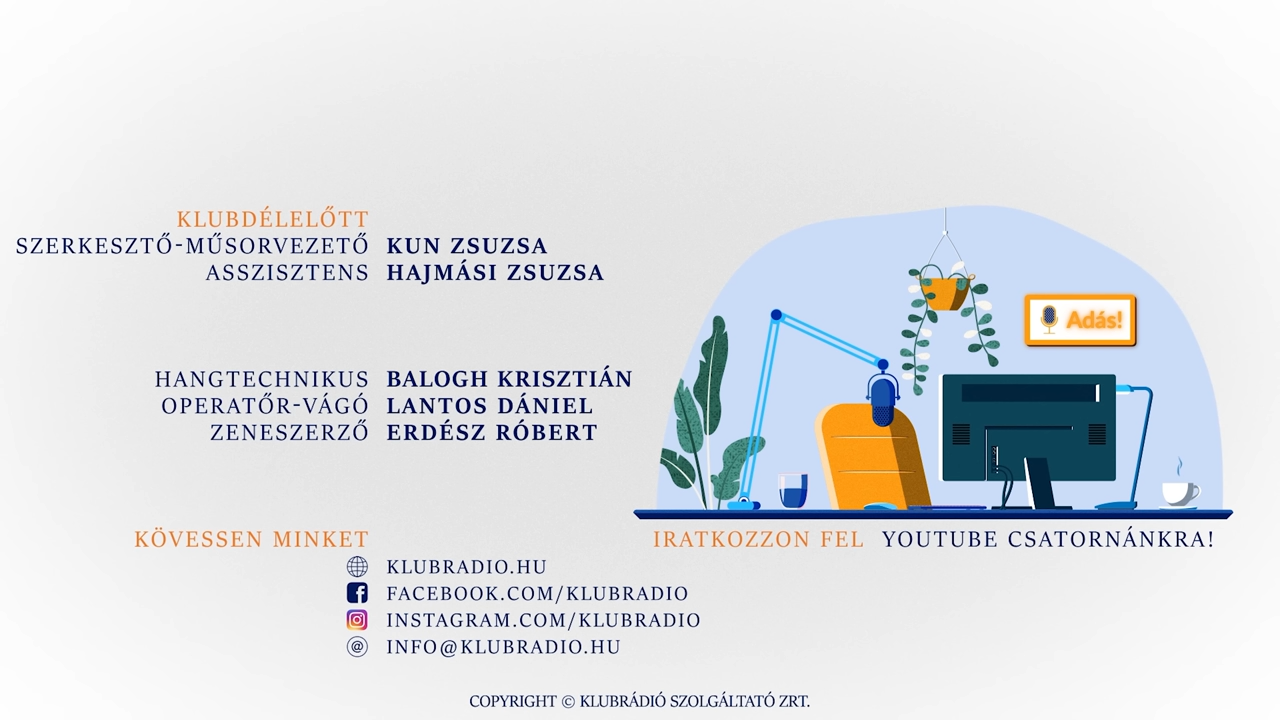 KLUBDÉLELŐTT
SZERKESZTŐ-MŰSORVEZETŐ KUN ZSUZSA
ASSZISZTENS HAJMÁSI ZSUZSA
Adás!
HANGTECHNIKUS BALOGH KRISZTIÁN
OPERATŐR-VÁGÓ LANTOS DÁNIEL
ZENESZERZŐ ERDÉSZ RÓBERT
KÖVESSEN MINKET
IRATKOZZON FEL YOUTUBE CSATORNÁNKRA!
KLUBRADIO.HU
FACEBOOK.COM/KLUBRADIO
INSTAGRAM.COM/KLUBRADIO
INFO@KLUBRADIO.HU
COPYRIGHT © KLUBRÁDIÓ SZOLGÁLTATÓ ZRT.